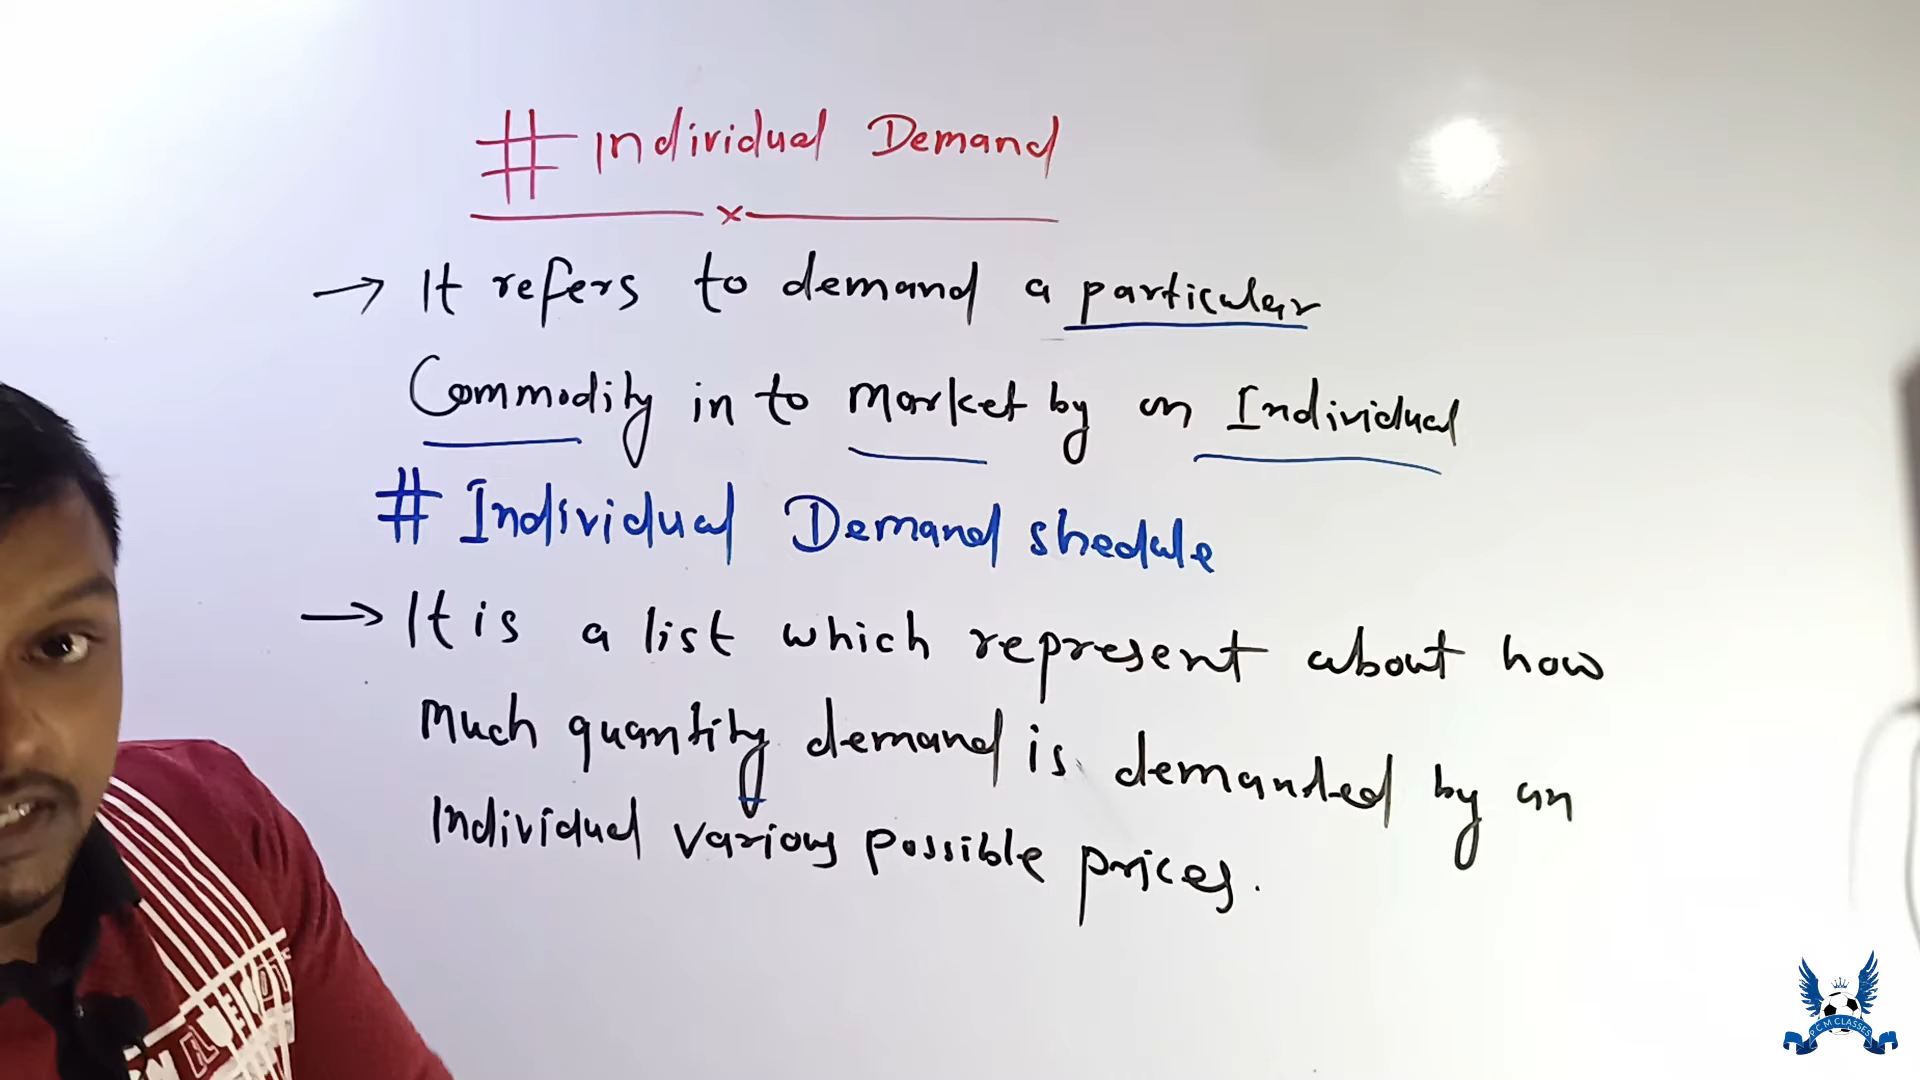 # Individual Demand
x
→ It refers to demand a particular
Commodity in to market by an Individual
# Individual Demand shedule
→ It is a list which represent about how
much quantity demand is demanded by an
Individual various possible prices.
P C M CLASSES